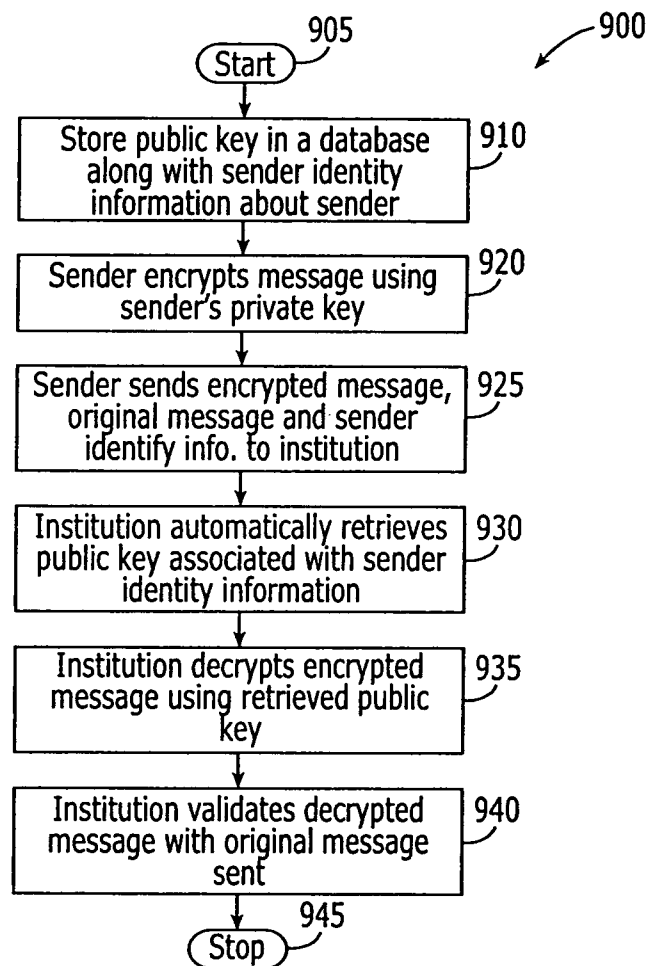 905
900
Start
Store public key in a database
along with sender identity
information about sender
910
Sender encrypts message using
sender's private key
920
Sender sends encrypted message,
original message and sender
identify info. to institution
925
Institution automatically retrieves
public key associated with sender
identity information
930
Institution decrypts encrypted
message using retrieved public
key
935
Institution validates decrypted
message with original message
sent
940
945
Stop